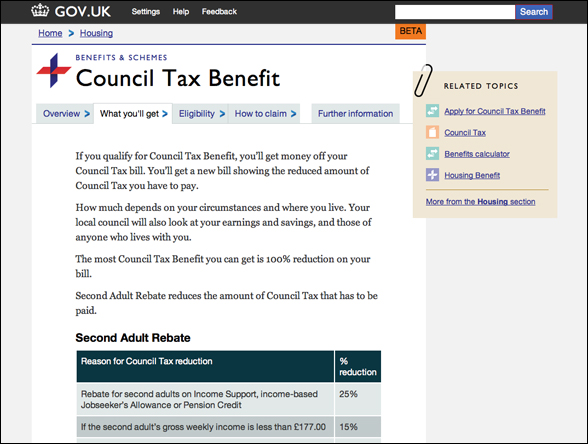 GOV.UK Settings Help Feedback Search
Home > Housing
BETA
BENEFITS & SCHEMES
Council Tax Benefit
Overview > What you'll get > Eligibility > How to claim > Further information
If you qualify for Council Tax Benefit, you'll get money off your
Council Tax bill. You'll get a new bill showing the reduced amount of
Council Tax you have to pay.
How much depends on your circumstances and where you live. Your
local council will also look at your earnings and savings, and those of
anyone who lives with you.
The most Council Tax Benefit you can get is 100% reduction on your
bill.
Second Adult Rebate reduces the amount of Council Tax that has to be
paid.
Second Adult Rebate
Reason for Council Tax reduction
%
reduction
Rebate for second adults on Income Support, income-based
Jobseeker's Allowance or Pension Credit
25%
If the second adult's gross weekly income is less than £177.00
15%
RELATED TOPICS
Apply for Council Tax Benefit
Council Tax
Benefits calculator
Housing Benefit
More from the Housing section